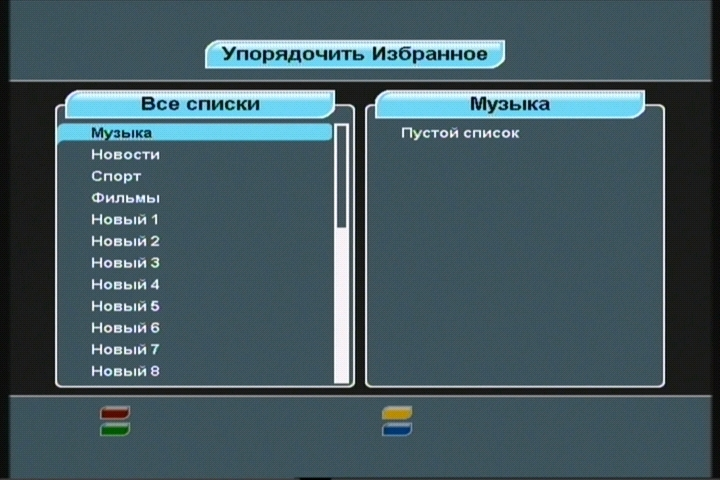 Упорядочить Избранное
Все списки
Музыка
Новости
Спорт
Фильмы
Новый 1
Новый 2
Новый 3
Новый 4
Новый 5
Новый 6
Новый 7
Новый 8
Музыка
Пустой список